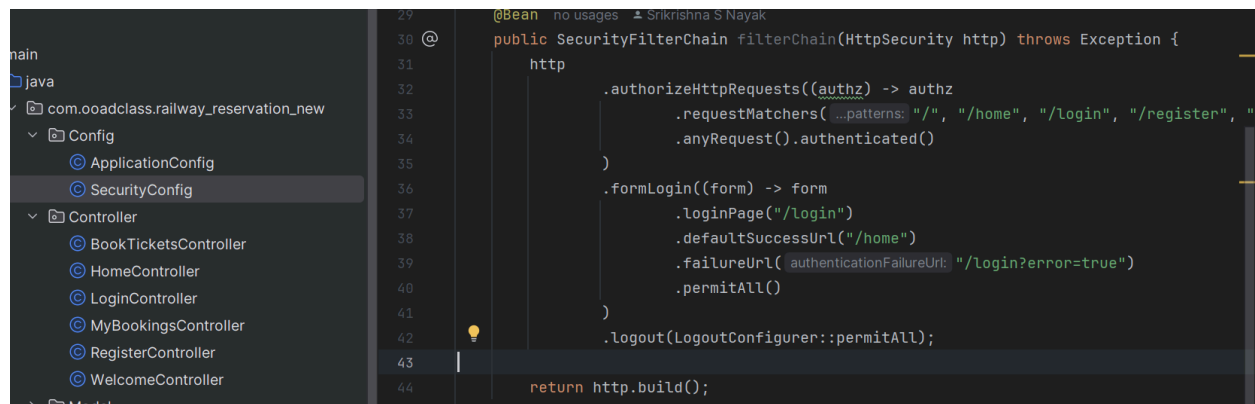 main
java
com.ooadclass.railway_reservation_new
Config
ApplicationConfig
SecurityConfig
Controller
BookTicketsController
HomeController
LoginController
MyBookingsController
RegisterController
WelcomeController
29 @Bean no usages Srikrishna S Nayak
30 @ public SecurityFilterChain filterChain(HttpSecurity http) throws Exception {
31 http
32 .authorizeHttpRequests((authz) -> authz
33 .requestMatchers( ...patterns: "/", "/home", "/login", "/register", "
34 .anyRequest().authenticated()
35 )
36 .formLogin((form) -> form
37 .loginPage("/login")
38 .defaultSuccessUrl("/home")
39 .failureUrl( authenticationFailureUrl: "/login?error=true")
40 .permitAll()
41 )
42 .logout(LogoutConfigurer::permitAll);
43
44 return http.build();